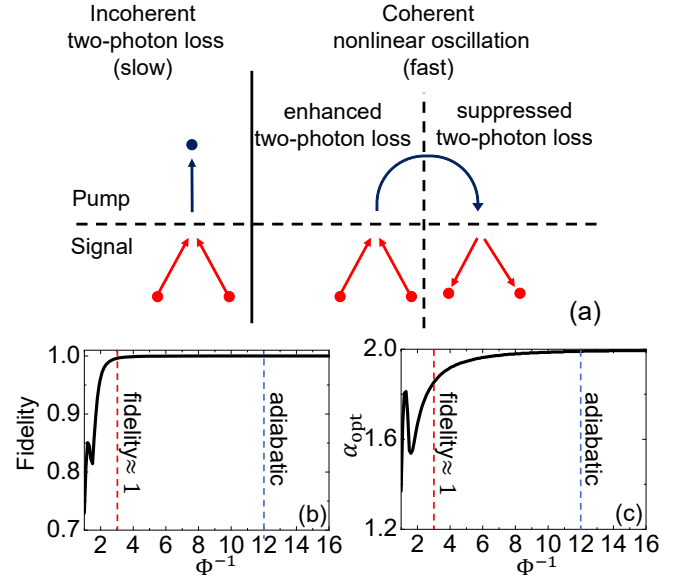 Incoherent
two-photon loss
(slow)
Coherent
nonlinear oscillation
(fast)
enhanced
two-photon loss
suppressed
two-photon loss
Pump
Signal
(a)
1.0
0.9
0.8
0.7
Fidelity
fidelity≈ 1
adiabatic
(b)
2 4 6 8 10 12 14 16
Φ⁻¹
2.0
1.6
1.2
α_opt
fidelity≈ 1
adiabatic
(c)
2 4 6 8 10 12 14 16
Φ⁻¹